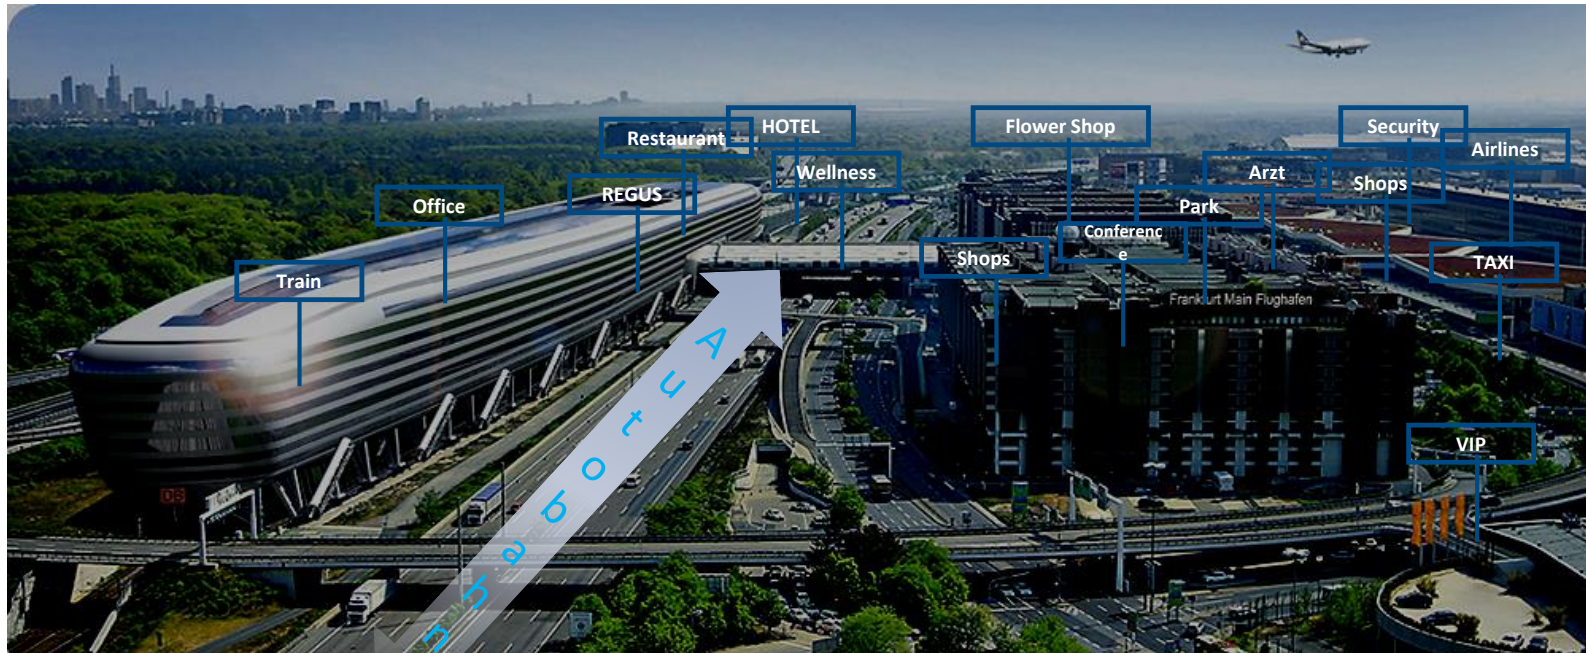 HOTEL
Flower Shop
Security
Restaurant
Airlines
Wellness
Arzt
Shops
REGUS
Office
Park
Conferenc
e
Shops
TAXI
Train
Frankfurt Main Flughafen
Autobahn
VIP
DB